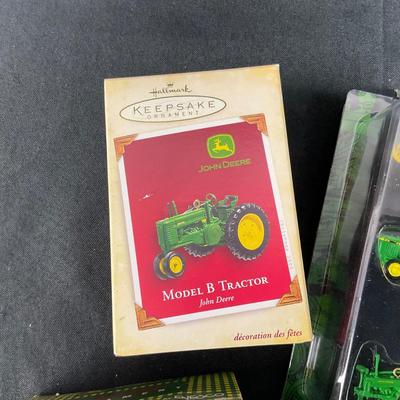 Hallmark
KEEPSAKE
ORNAMENT
JOHN DEERE
MODEL B TRACTOR
John Deere
décoration des fêtes